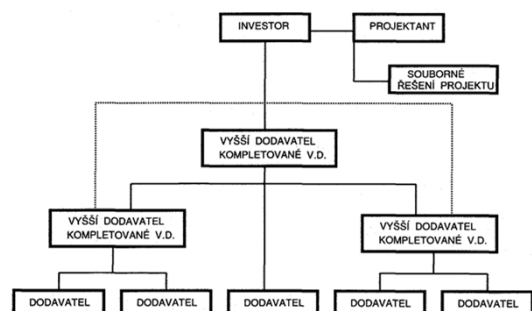 INVESTOR
PROJEKTANT
SOUBORNÉ
ŘEŠENÍ PROJEKTU
VYŠŠÍ DODAVATEL
KOMPLETOVANÉ V.D.
VYŠŠÍ DODAVATEL
KOMPLETOVANÉ V.D.
VYŠŠÍ DODAVATEL
KOMPLETOVANÉ V.D.
DODAVATEL
DODAVATEL
DODAVATEL
DODAVATEL
DODAVATEL